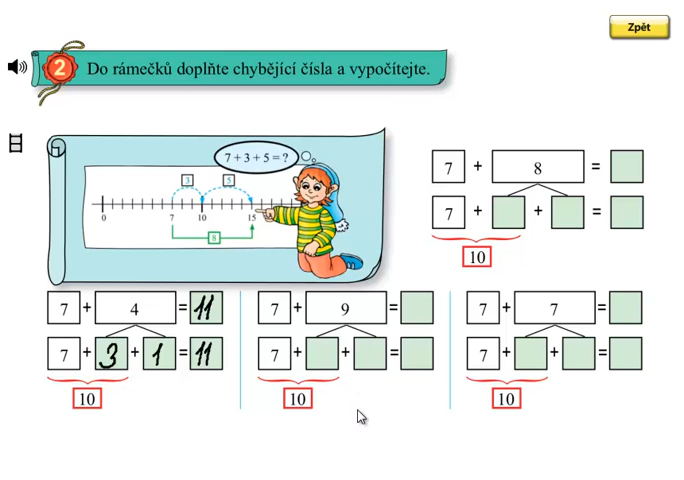 Zpět
2 Do rámečků doplňte chybějící čísla a vypočítejte.
7 + 3 + 5 = ?
3 5
0 7 10 15
8
7 + 8 =
7 + + =
10
7 + 4 = 11
7 + 3 + 1 = 11
10
7 + 9 =
7 + + =
10
7 + 7 =
7 + + =
10